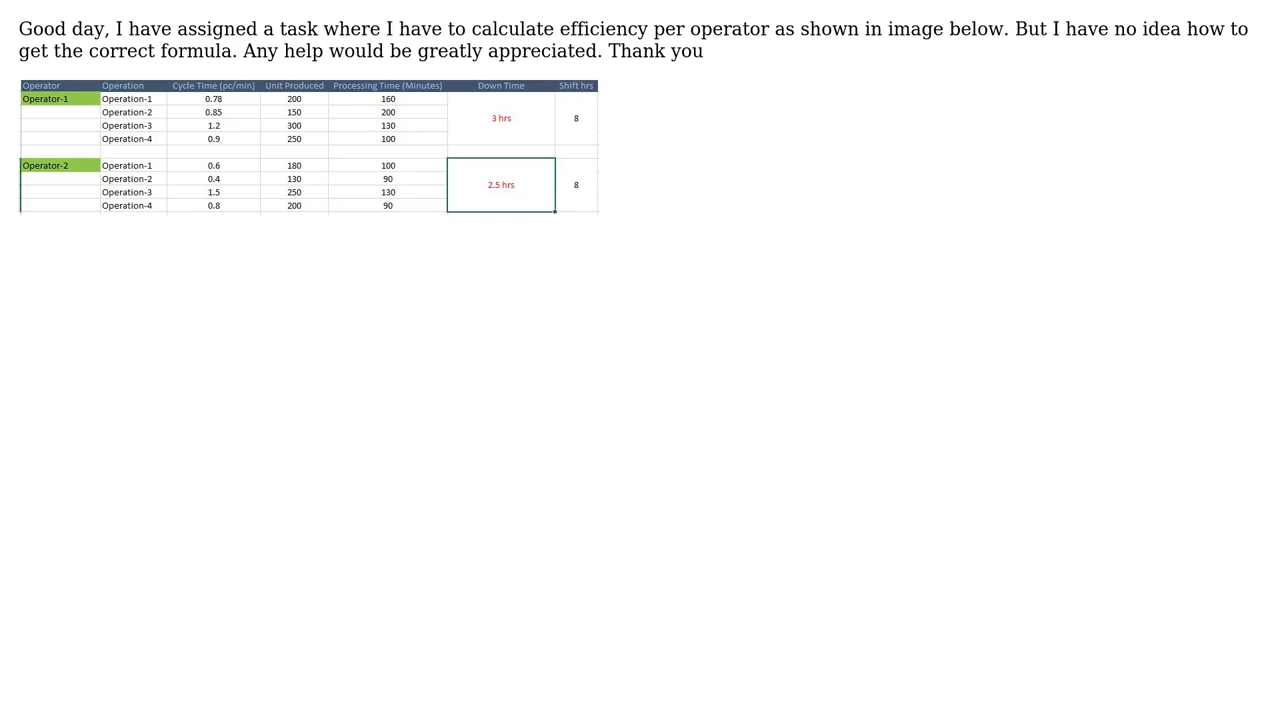 Good day, I have assigned a task where I have to calculate efficiency per operator as shown in image below. But I have no idea how to
get the correct formula. Any help would be greatly appreciated. Thank you
Operator Operation Cycle Time (pc/min) Unit Produced Processing Time (Minutes) Down Time Shift hrs
Operator-1 Operation-1 0.78 200 160
Operation-2 0.85 150 200
3 hrs 8
Operation-3 1.2 300 130
Operation-4 0.9 250 100
Operator-2 Operation-1 0.6 180 100
Operation-2 0.4 130 90
2.5 hrs 8
Operation-3 1.5 250 130
Operation-4 0.8 200 90